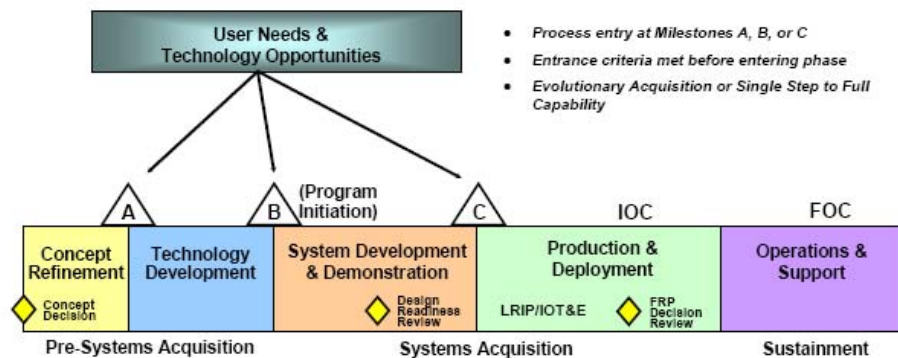 User Needs &
Technology Opportunities
• Process entry at Milestones A, B, or C
• Entrance criteria met before entering phase
• Evolutionary Acquisition or Single Step to Full
Capability
A
B
(Program
Initiation)
C
IOC
FOC
Concept
Refinement
Technology
Development
System Development
& Demonstration
Production &
Deployment
Operations &
Support
Concept
Decision
Design
Readiness
Review
LRIP/IOT&E
FRP
Decision
Review
Pre-Systems Acquisition
Systems Acquisition
Sustainment